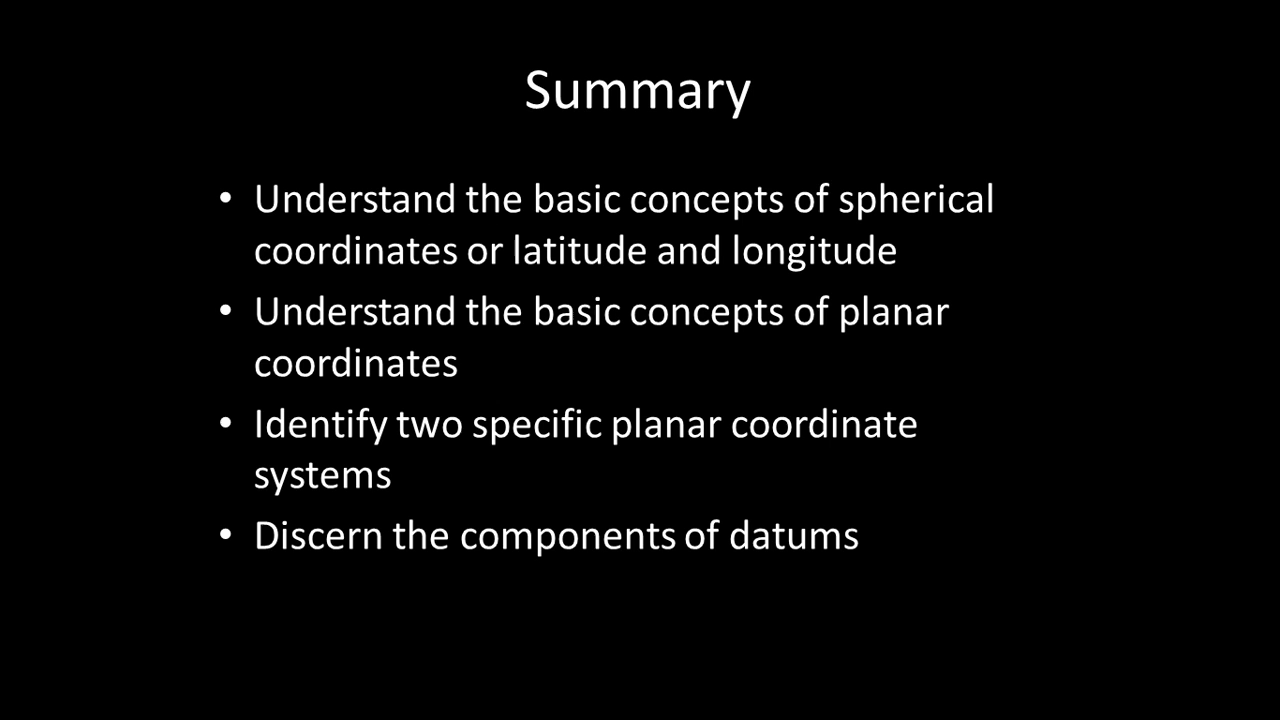 Summary
• Understand the basic concepts of spherical
coordinates or latitude and longitude
• Understand the basic concepts of planar
coordinates
• Identify two specific planar coordinate
systems
• Discern the components of datums